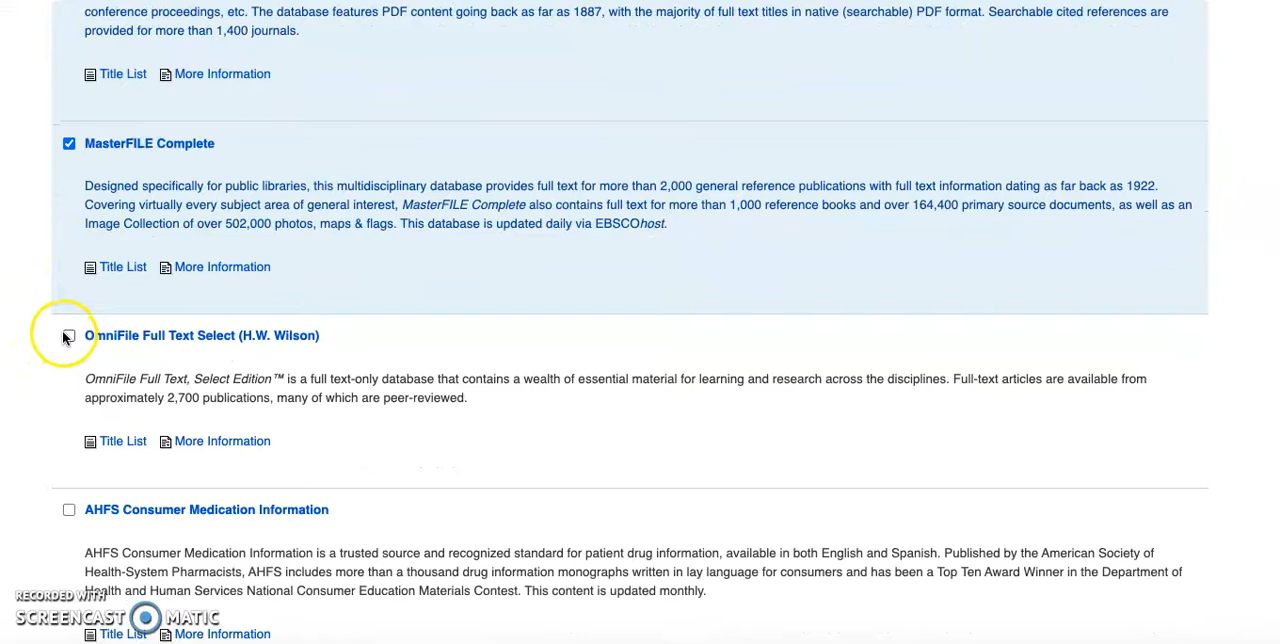 conference proceedings, etc. The database features PDF content going back as far as 1887, with the majority of full text titles in native (searchable) PDF format. Searchable cited references are
provided for more than 1,400 journals.
Title List More Information
MasterFILE Complete
Designed specifically for public libraries, this multidisciplinary database provides full text for more than 2,000 general reference publications with full text information dating as far back as 1922.
Covering virtually every subject area of general interest, MasterFILE Complete also contains full text for more than 1,000 reference books and over 164,400 primary source documents, as well as an
Image Collection of over 502,000 photos, maps & flags. This database is updated daily via EBSCOhost.
Title List More Information
OmniFile Full Text Select (H.W. Wilson)
OmniFile Full Text, Select Edition™ is a full text-only database that contains a wealth of essential material for learning and research across the disciplines. Full-text articles are available from
approximately 2,700 publications, many of which are peer-reviewed.
Title List More Information
AHFS Consumer Medication Information
AHFS Consumer Medication Information is a trusted source and recognized standard for patient drug information, available in both English and Spanish. Published by the American Society of
Health-System Pharmacists, AHFS includes more than a thousand drug information monographs written in lay language for consumers and has been a Top Ten Award Winner in the Department of
Health and Human Services National Consumer Education Materials Contest. This content is updated monthly.
RECORDED WITH
SCREENCAST MATIC
Title List More Information